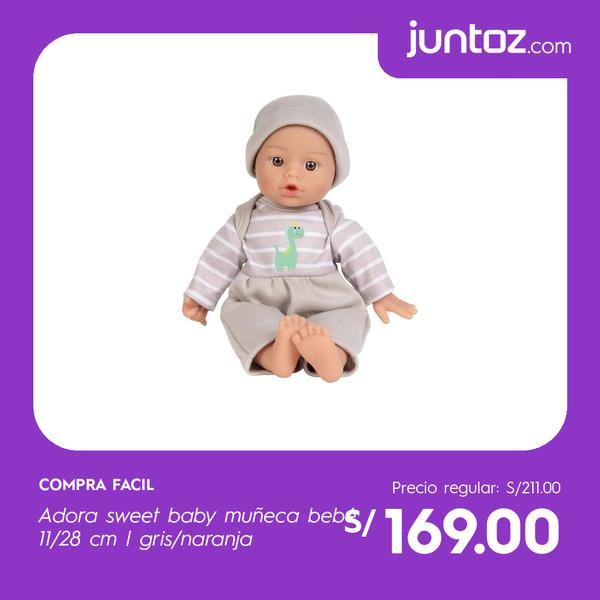 juntoz.com
COMPRA FACIL
Precio regular: S/211.00
Adora sweet baby muñeca bebé
11/28 cm | gris/naranja
S/ 169.00